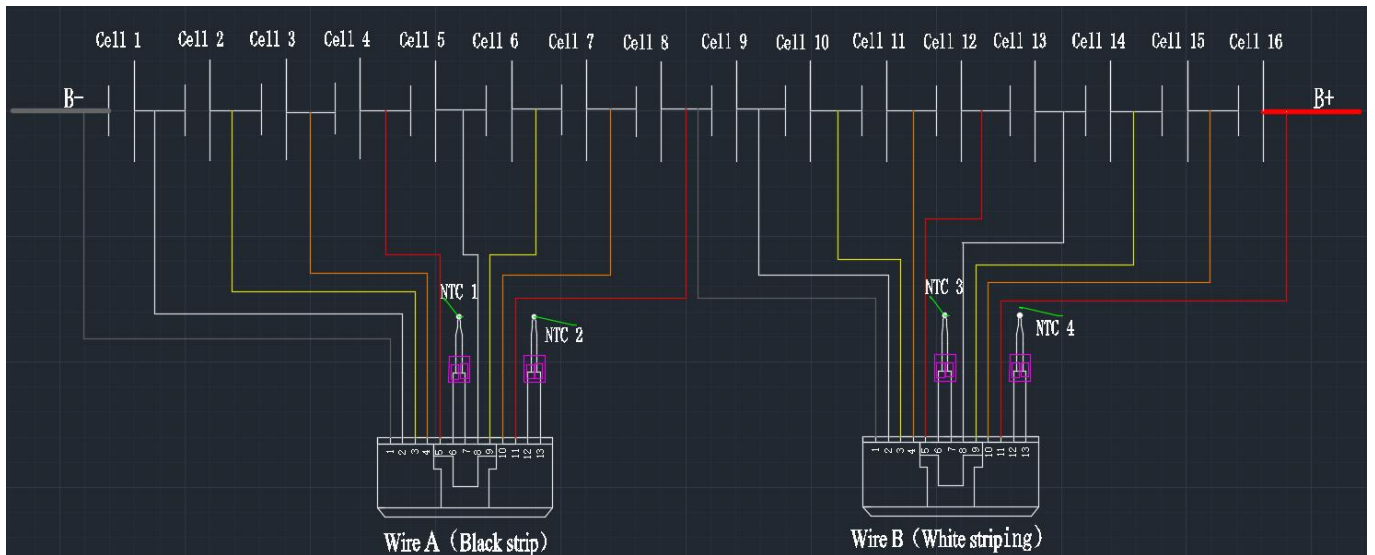 Cell 1 Cell 2 Cell 3 Cell 4 Cell 5 Cell 6 Cell 7 Cell 8 Cell 9 Cell 10 Cell 11 Cell 12 Cell 13 Cell 14 Cell 15 Cell 16
B- B+
NTC 1 NTC 2 NTC 3 NTC 4
1 2 3 4 5 6 7 8 9 10 11 12 13
1 2 3 4 5 6 7 8 9 10 11 12 13
Wire A (Black strip) Wire B (White striping)